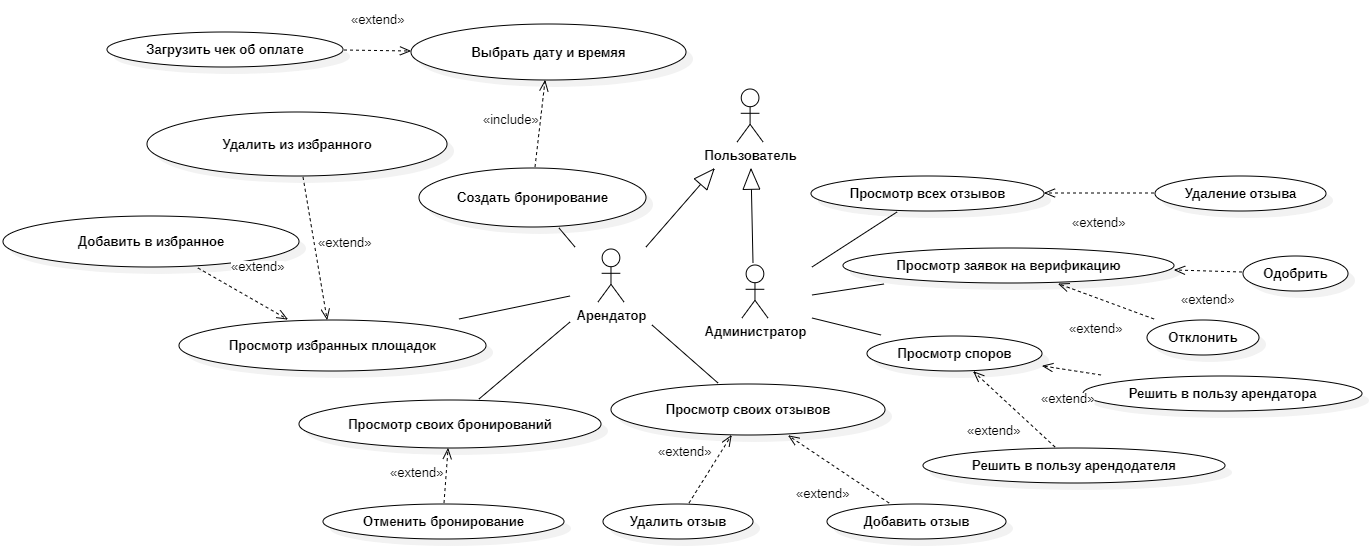 «extend»
Загрузить чек об оплате
Выбрать дату и времяя
«include»
Удалить из избранного
Пользователь
Создать бронирование
Просмотр всех отзывов
Удаление отзыва
«extend»
Добавить в избранное
«extend»
«extend»
Просмотр заявок на верификацию
Одобрить
«extend»
Арендатор
Администратор
«extend»
Отклонить
Просмотр избранных площадок
Просмотр споров
Решить в пользу арендатора
«extend»
Просмотр своих бронирований
Просмотр своих отзывов
«extend»
«extend»
«extend»
Решить в пользу арендодателя
«extend»
Отменить бронирование
Удалить отзыв
Добавить отзыв